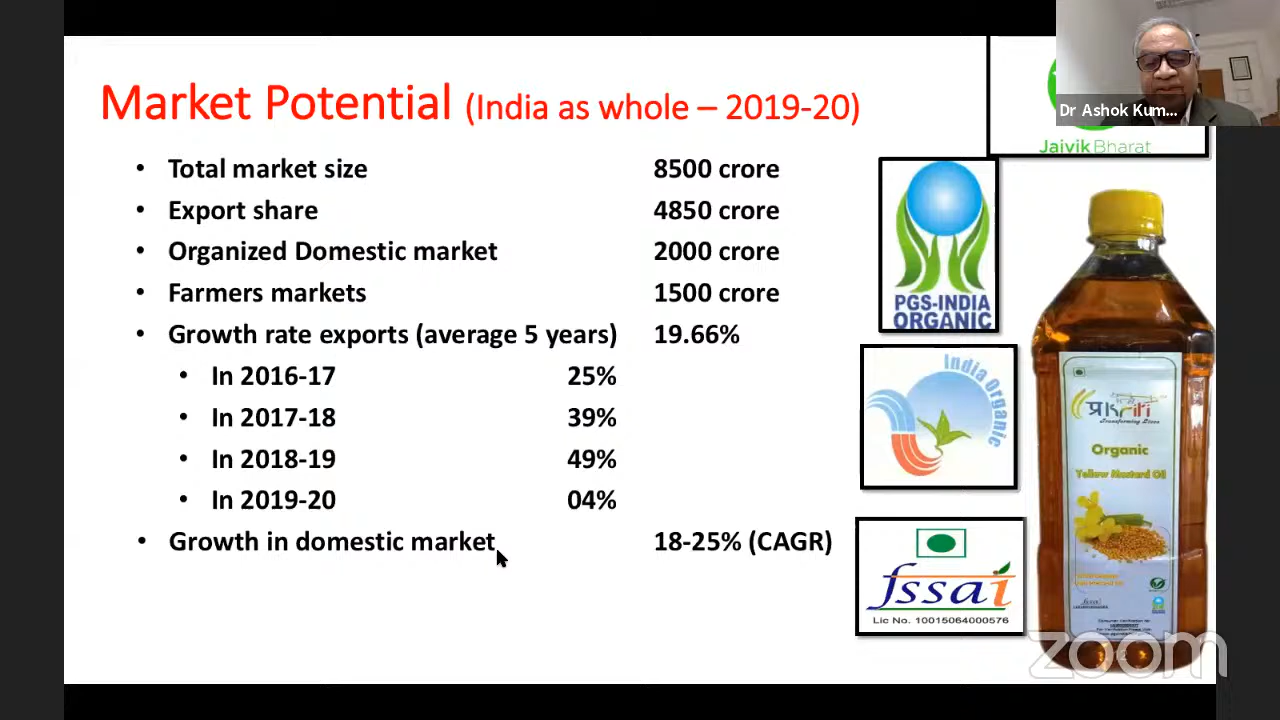 Dr Ashok Kum...
Jaivik Bharat
Market Potential (India as whole – 2019-20)
• Total market size 8500 crore
• Export share 4850 crore
• Organized Domestic market 2000 crore
• Farmers markets 1500 crore
• Growth rate exports (average 5 years) 19.66%
• In 2016-17 25%
• In 2017-18 39%
• In 2018-19 49%
• In 2019-20 04%
• Growth in domestic market 18-25% (CAGR)
PGS-INDIA
ORGANIC
India Organic
fssai
Lic No. 10015064000576
Organic
Yellow Mustard Oil
zoom